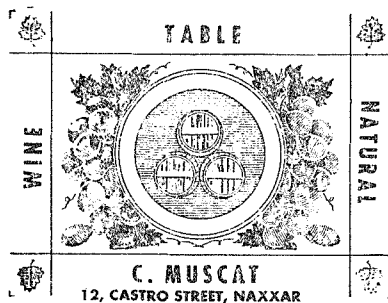 TABLE
WINE
NATURAL
C. MUSCAT
12, CASTRO STREET, NAXXAR